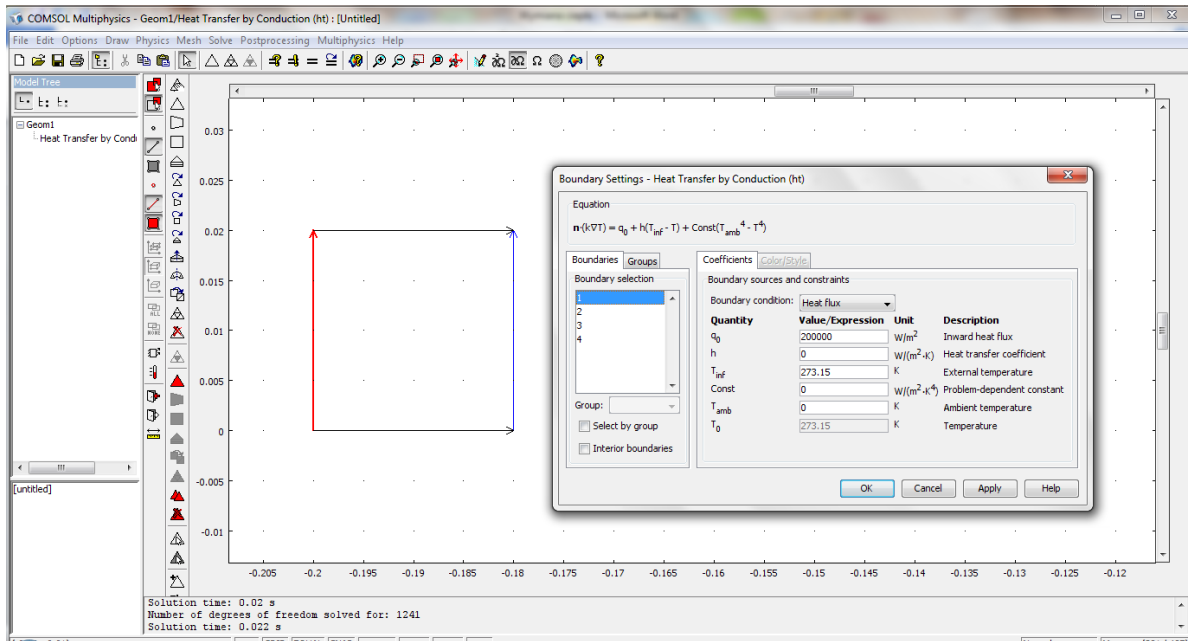 COMSOL Multiphysics - Geom1/Heat Transfer by Conduction (ht) : [Untitled]
File Edit Options Draw Physics Mesh Solve Postprocessing Multiphysics Help
Model Tree
Geom1
Heat Transfer by Condu
[untitled]
0.03
0.025
0.02
0.015
0.01
0.005
0
-0.005
-0.01
-0.205 -0.2 -0.195 -0.19 -0.185 -0.18 -0.175 -0.17 -0.165 -0.16 -0.155 -0.15 -0.145 -0.14 -0.135 -0.13 -0.125 -0.12
Boundary Settings - Heat Transfer by Conduction (ht)
Equation
n·(k∇T) = q0 + h(Tinf - T) + Const(Tamb^4 - T^4)
Boundaries Groups
Boundary selection
1
2
3
4
Group:
Select by group
Interior boundaries
Coefficients Color/Style
Boundary sources and constraints
Boundary condition: Heat flux
Quantity Value/Expression Unit Description
q0 200000 W/m² Inward heat flux
h 0 W/(m²·K) Heat transfer coefficient
Tinf 273.15 K External temperature
Const 0 W/(m²·K⁴) Problem-dependent constant
Tamb 0 K Ambient temperature
T0 273.15 K Temperature
OK Cancel Apply Help
Solution time: 0.02 s
Number of degrees of freedom solved for: 1241
Solution time: 0.022 s